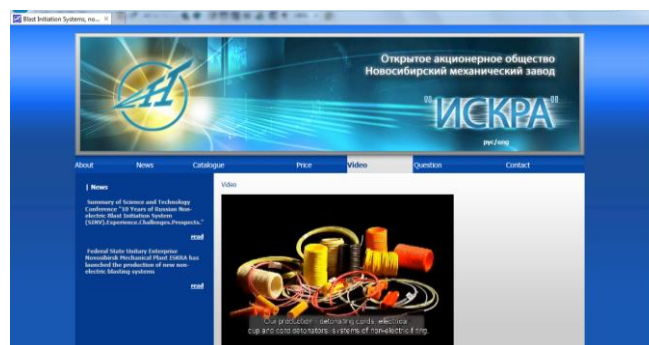 Blast Initiation Systems, no...
Открытое акционерное общество
Новосибирский механический завод
"ИСКРА"
рус/eng
About News Catalogue Price Video Question Contact
| News
Video
Summary of Science and Technology
Conference "10 Years of Russian Non-
electric Blast Initiation System
(SINV).Experience.Challenges.Prospects."
read
Federal State Unitary Enterprise
Novosibirsk Mechanical Plant ISKRA has
launched the production of new non-
electric blasting systems
read
Our production - detonating cords, electrical
cup and cord detonators, systems of non-electric firing.